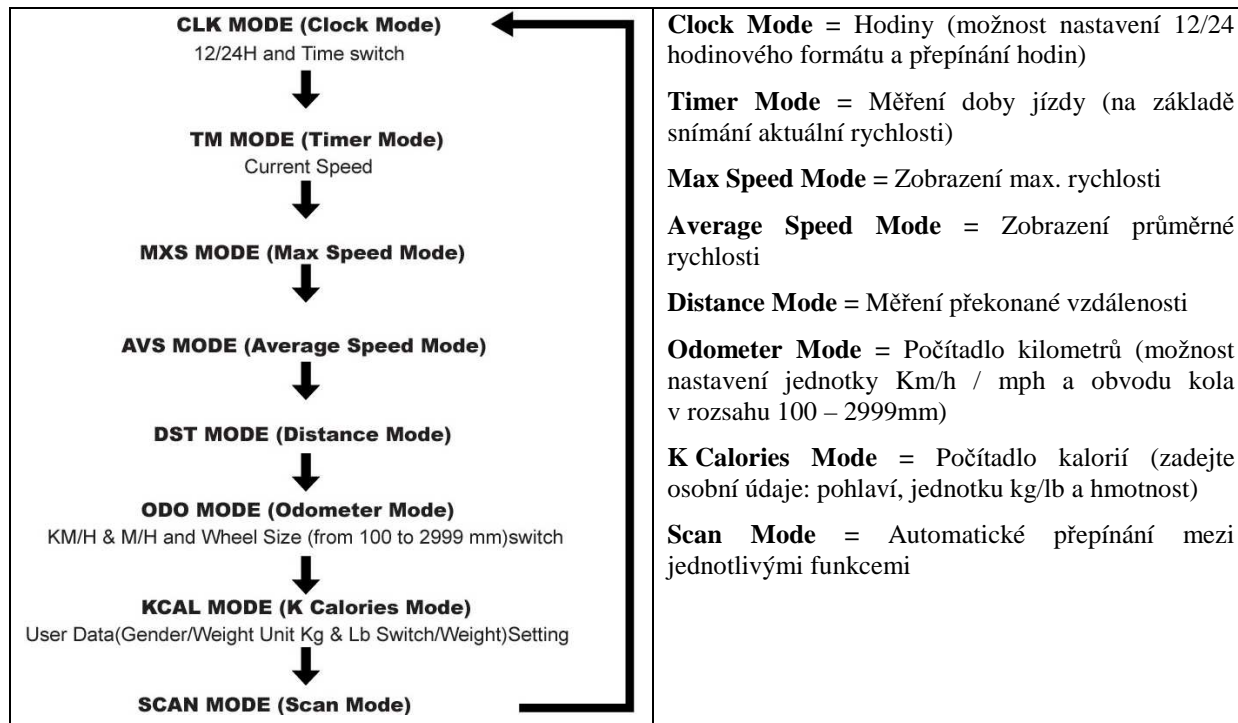 CLK MODE (Clock Mode)
12/24H and Time switch
TM MODE (Timer Mode)
Current Speed
MXS MODE (Max Speed Mode)
AVS MODE (Average Speed Mode)
DST MODE (Distance Mode)
ODO MODE (Odometer Mode)
KM/H & M/H and Wheel Size (from 100 to 2999 mm)switch
KCAL MODE (K Calories Mode)
User Data(Gender/Weight Unit Kg & Lb Switch/Weight)Setting
SCAN MODE (Scan Mode)
Clock Mode = Hodiny (možnost nastavení 12/24
hodinového formátu a přepínání hodin)
Timer Mode = Měření doby jízdy (na základě
snímání aktuální rychlosti)
Max Speed Mode = Zobrazení max. rychlosti
Average Speed Mode = Zobrazení průměrné
rychlosti
Distance Mode = Měření překonané vzdálenosti
Odometer Mode = Počítadlo kilometrů (možnost
nastavení jednotky Km/h / mph a obvodu kola
v rozsahu 100 – 2999mm)
K Calories Mode = Počítadlo kalorií (zadejte
osobní údaje: pohlaví, jednotku kg/lb a hmotnost)
Scan Mode = Automatické přepínání mezi
jednotlivými funkcemi